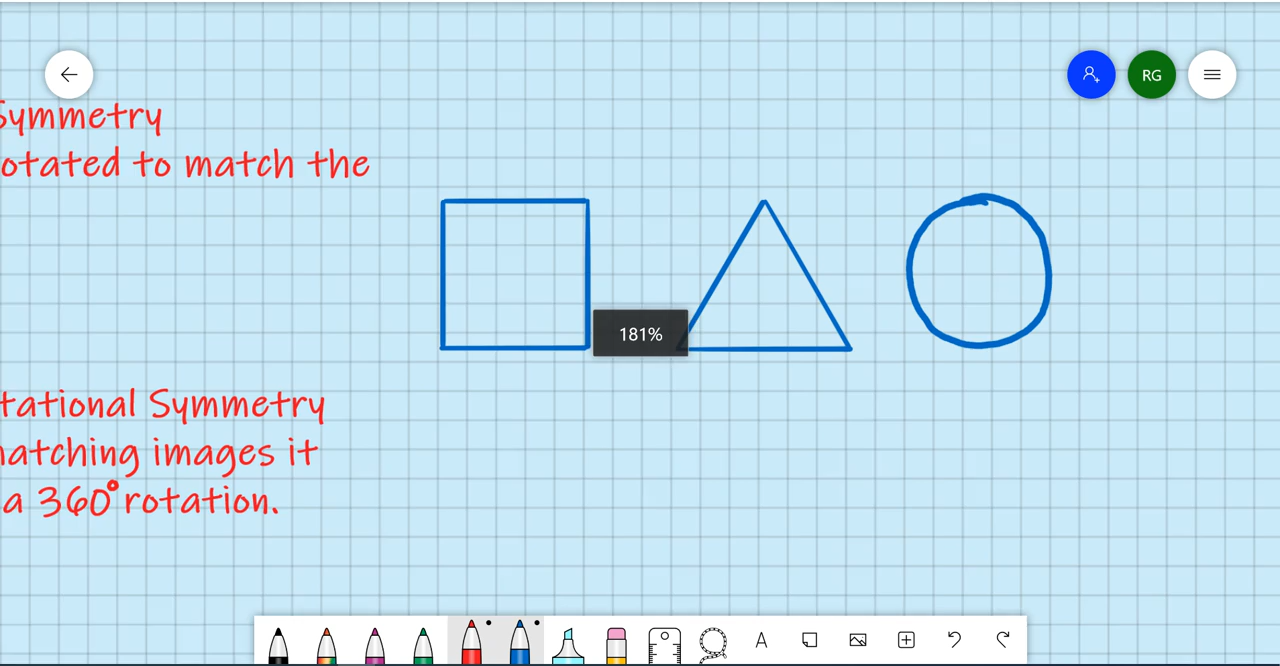 RG
Symmetry
otated to match the
181%
tational Symmetry
atching images it
a 360° rotation.
A